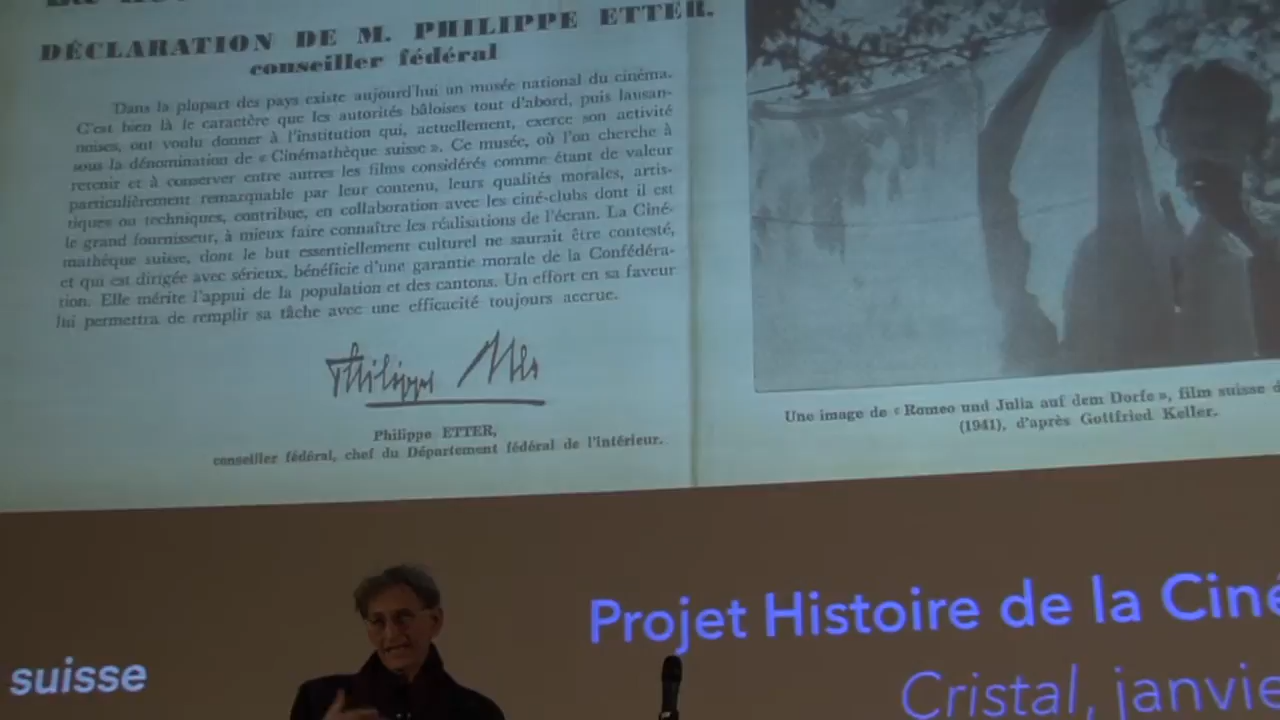 DÉCLARATION DE M. PHILIPPE ETTER.
conseiller fédéral
Dans la plupart des pays existe aujourd'hui un musée national du cinéma.
C'est bien là le caractère que les autorités bâloises tout d'abord, puis lausan-
noises, ont voulu donner à l'institution qui, actuellement, exerce son activité
sous la dénomination de « Cinémathèque suisse ». Ce musée, où l'on cherche à
retenir et à conserver entre autres les films considérés comme étant de valeur
particulièrement remarquable par leur contenu, leurs qualités morales, artis-
tiques ou techniques, contribue, en collaboration avec les ciné-clubs dont il est
le grand fournisseur, à mieux faire connaître les réalisations de l'écran. La Ciné-
mathèque suisse, dont le but essentiellement culturel ne saurait être contesté,
et qui est dirigée avec sérieux, bénéficie d'une garantie morale de la Confédéra-
tion. Elle mérite l'appui de la population et des cantons. Un effort en sa faveur
lui permettra de remplir sa tâche avec une efficacité toujours accrue.
Philippe Etter
Philippe ETTER,
conseiller fédéral, chef du Département fédéral de l'intérieur.
Une image de « Romeo und Julia auf dem Dorfe », film suisse d
(1941), d'après Gottfried Keller.
Projet Histoire de la Ciné
Cristal, janvie
suisse